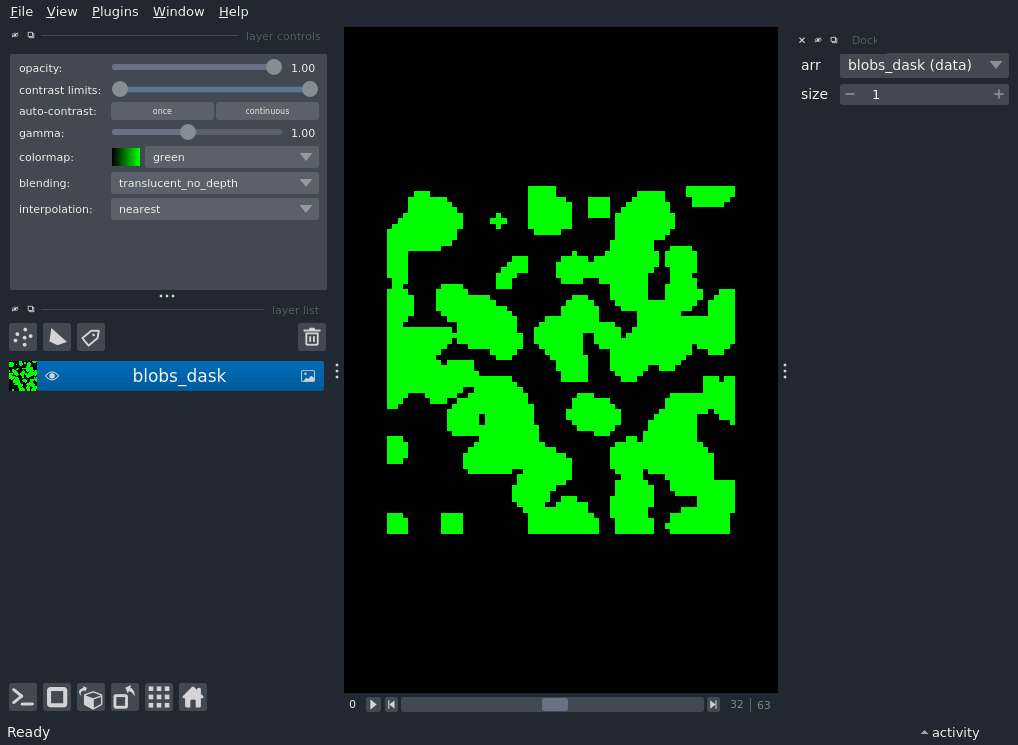 File View Plugins Window Help
layer controls
opacity: 1.00
contrast limits:
auto-contrast: once continuous
gamma: 1.00
colormap: green
blending: translucent_no_depth
interpolation: nearest
layer list
blobs_dask
0 32 | 63
Dock
arr blobs_dask (data)
size 1
Ready
activity